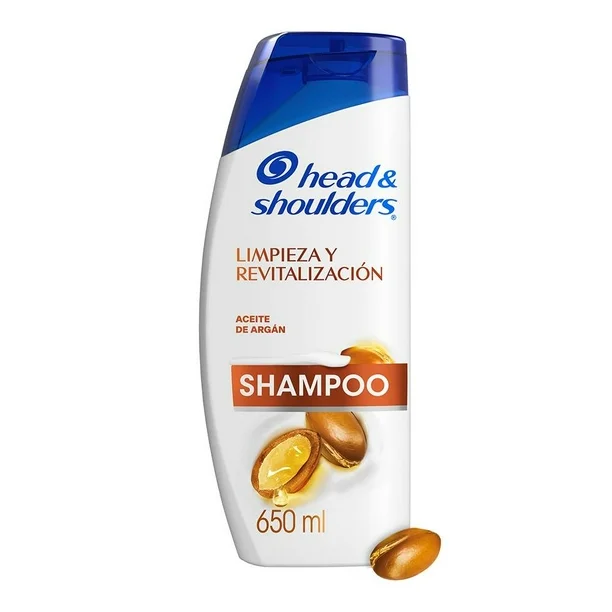 head &
shoulders®
LIMPIEZA Y
REVITALIZACIÓN
ACEITE
DE ARGÁN
SHAMPOO
650 ml